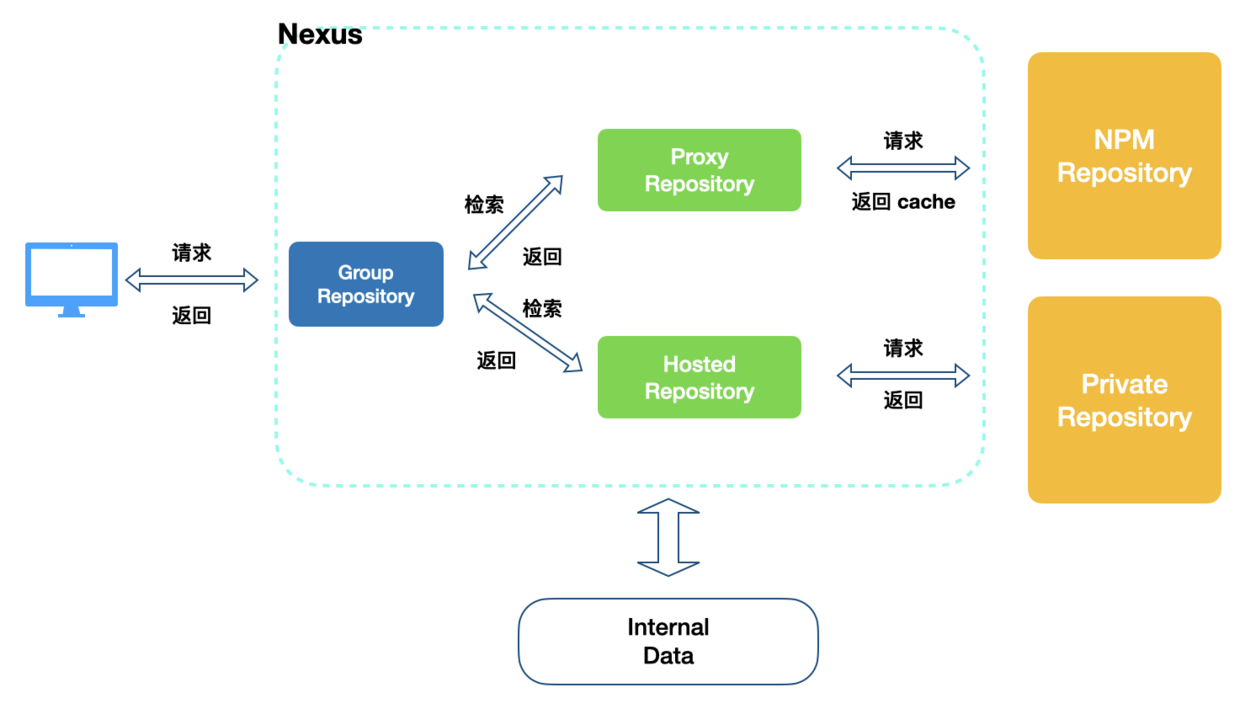 Nexus
请求
返回
Group
Repository
检索
返回
检索
返回
Proxy
Repository
Hosted
Repository
请求
返回 cache
请求
返回
NPM
Repository
Private
Repository
Internal
Data